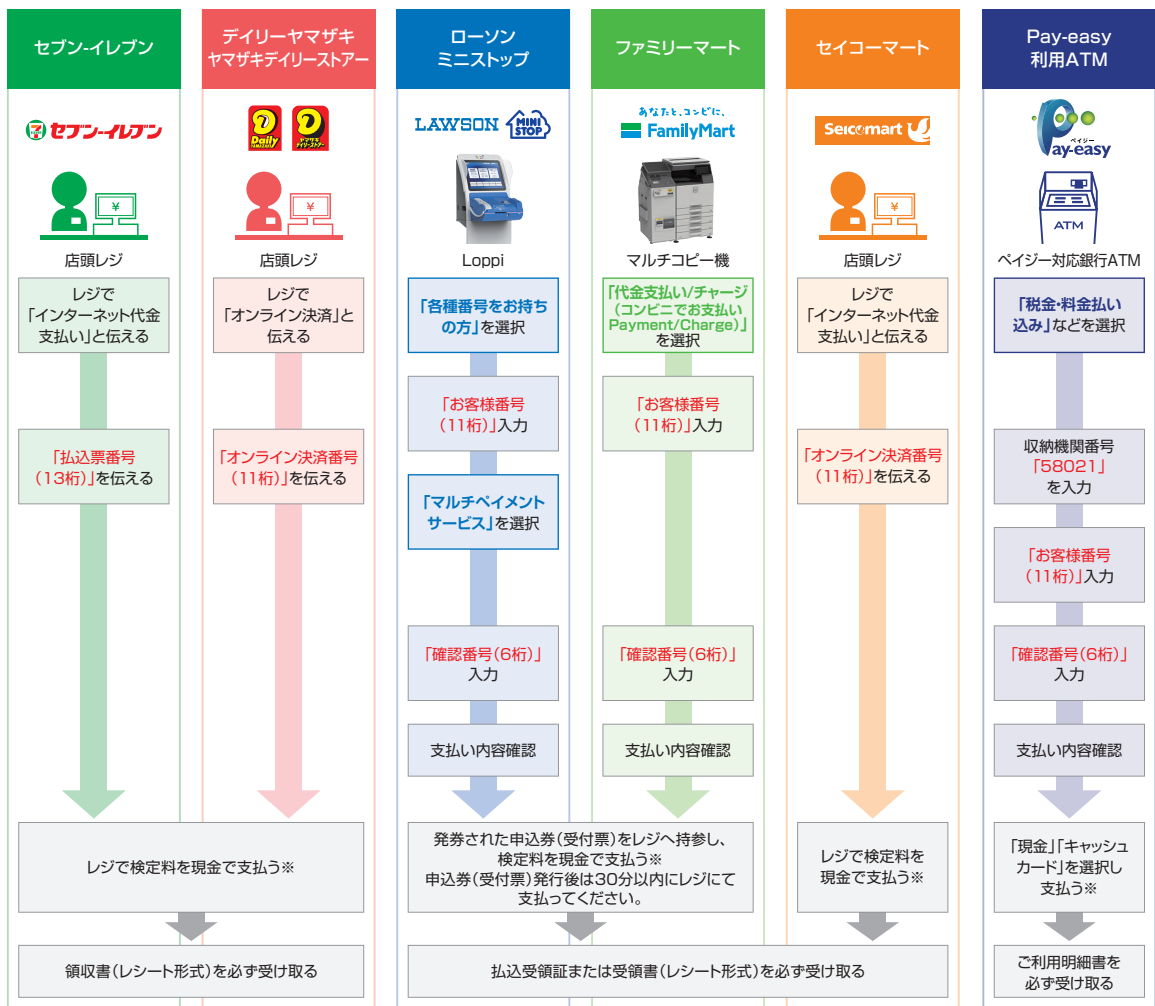 セブン-イレブン
セブン-イレブン
¥
店頭レジ
レジで
「インターネット代金
支払い」と伝える
「払込票番号
(13桁)」を伝える
デイリーヤマザキ
ヤマザキデイリーストアー
Daily
YAMAZAKI
ヤマザキ
デイリーストアー
¥
店頭レジ
レジで
「オンライン決済」と
伝える
「オンライン決済番号
(11桁)」を伝える
レジで検定料を現金で支払う※
領収書(レシート形式)を必ず受け取る
ローソン
ミニストップ
LAWSON
MINI
STOP
Loppi
「各種番号をお持ち
の方」を選択
「お客様番号
(11桁)」入力
「マルチペイメント
サービス」を選択
「確認番号(6桁)」
入力
支払い内容確認
ファミリーマート
あなたと、コンビに、
FamilyMart
マルチコピー機
「代金支払い/チャージ
(コンビニでお支払い
Payment/Charge)」
を選択
「お客様番号
(11桁)」入力
「確認番号(6桁)」
入力
支払い内容確認
発券された申込券(受付票)をレジへ持参し、
検定料を現金で支払う※
申込券(受付票)発行後は30分以内にレジにて
支払ってください。
セイコーマート
Seicomart
¥
店頭レジ
レジで
「インターネット代金
支払い」と伝える
「オンライン決済番号
(11桁)」を伝える
レジで検定料を
現金で支払う※
払込受領証または受領書(レシート形式)を必ず受け取る
Pay-easy
利用ATM
ペイジー
Pay-easy
ATM
ペイジー対応銀行ATM
「税金・料金払い
込み」などを選択
収納機関番号
「58021」
を入力
「お客様番号
(11桁)」入力
「確認番号(6桁)」
入力
支払い内容確認
「現金」「キャッシュ
カード」を選択し
支払う※
ご利用明細書を
必ず受け取る